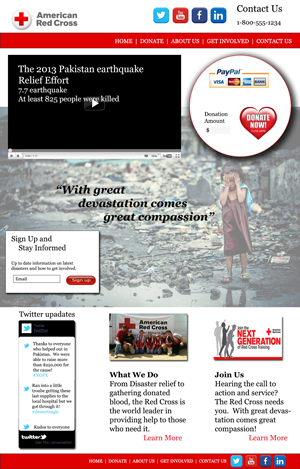 American
Red Cross
Contact Us
1-800-555-1234
HOME | DONATE | ABOUT US | GET INVOLVED | CONTACT US
The 2013 Pakistan earthquake
Relief Effort
7.7 earthquake
At least 825 people were killed
PayPal
VISA
Donation
Amount
$
DONATE
NOW!
"With great
devastation comes
great compassion"
Sign Up and
Stay Informed
Up to date information on latest
disasters and how to get involved.
Email
Sign up
Twitter upadates
Thanks to everyone
who helped out in
Pakistan. We were
able to raise more
than $250,000 for
the cause!
Ran into a little
trouble getting these
last supplies to the
local hospital but we
got through it!
Kudos to everyone
twitter
American
Red Cross
Join the
NEXT
GENERATION
of Red Cross Training
What We Do
From Disaster relief to
gathering donated
blood, the Red Cross is
the world leader in
providing help to those
who need it.
Learn More
Join Us
Hearing the call to
action and service?
The Red Cross needs
you. With great devas-
tation comes great
compassion!
Learn More
HOME | DONATE | ABOUT US | GET INVOLVED | CONTACT US